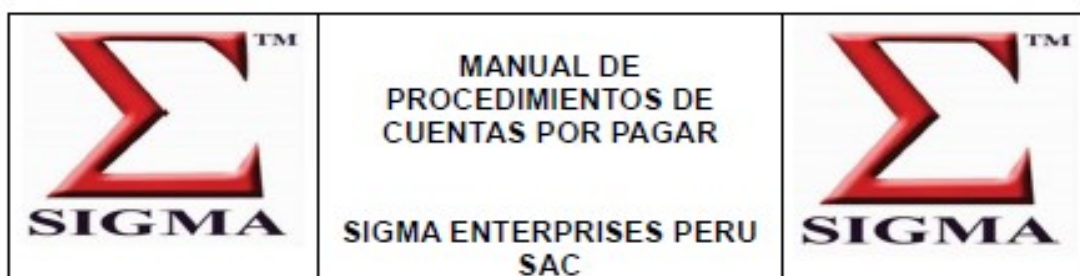 TM
SIGMA
MANUAL DE
PROCEDIMIENTOS DE
CUENTAS POR PAGAR
SIGMA ENTERPRISES PERU
SAC
TM
SIGMA